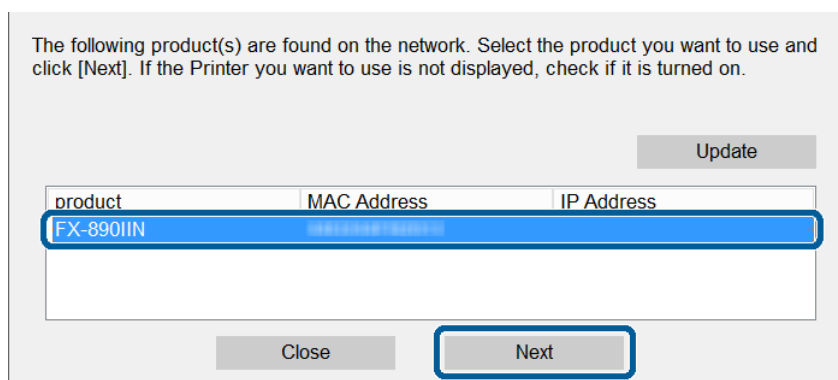 The following product(s) are found on the network. Select the product you want to use and
click [Next]. If the Printer you want to use is not displayed, check if it is turned on.
Update
product MAC Address IP Address
FX-890IIN
Close Next